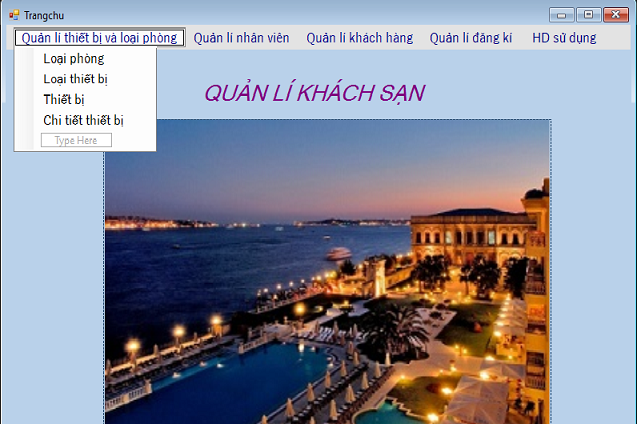 Trangchu
Quản lí thiết bị và loại phòng Quản lí nhân viên Quản lí khách hàng Quản lí đăng kí HD sử dụng
Loại phòng
Loại thiết bị
Thiết bị
Chi tiết thiết bị
Type Here
QUẢN LÍ KHÁCH SẠN